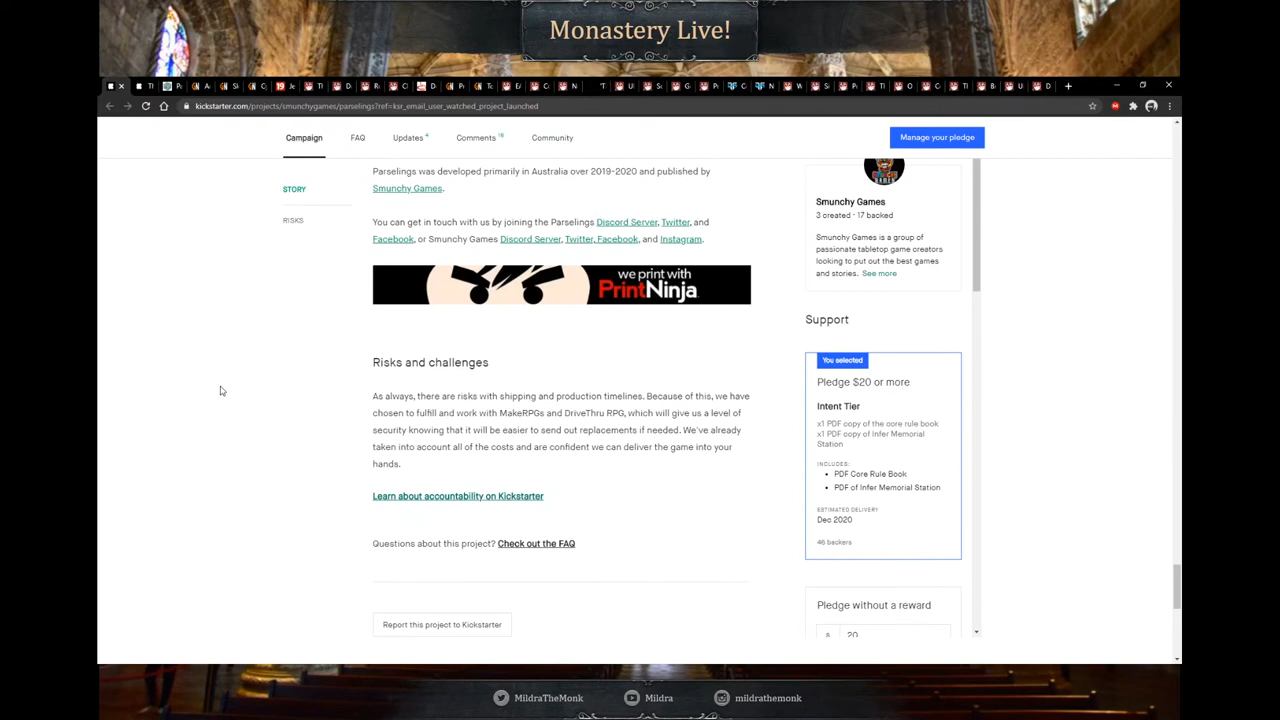 Monastery Live!
kickstarter.com/projects/smunchygames/parselings?ref=ksr_email_user_watched_project_launched
Campaign FAQ Updates 4 Comments Community
Manage your pledge
STORY
RISKS
Parselings was developed primarily in Australia over 2019-2020 and published by
Smunchy Games.
You can get in touch with us by joining the Parselings Discord Server, Twitter, and
Facebook, or Smunchy Games Discord Server, Twitter, Facebook, and Instagram.
we print with
PrintNinja
Risks and challenges
As always, there are risks with shipping and production timelines. Because of this, we have
chosen to fulfill and work with MakeRPGs and DriveThru RPG, which will give us a level of
security knowing that it will be easier to send out replacements if needed. We've already
taken into account all of the costs and are confident we can deliver the game into your
hands.
Learn about accountability on Kickstarter
Questions about this project? Check out the FAQ
Report this project to Kickstarter
Smunchy Games
3 created · 17 backed
Smunchy Games is a group of
passionate tabletop game creators
looking to put out the best games
and stories. See more
Support
You selected
Pledge $20 or more
Intent Tier
x1 PDF copy of the core rule book
x1 PDF copy of Infer Memorial
Station
INCLUDES:
• PDF Core Rule Book
• PDF of Infer Memorial Station
ESTIMATED DELIVERY
Dec 2020
46 backers
Pledge without a reward
$ 20
MildraTheMonk Mildra mildrathemonk